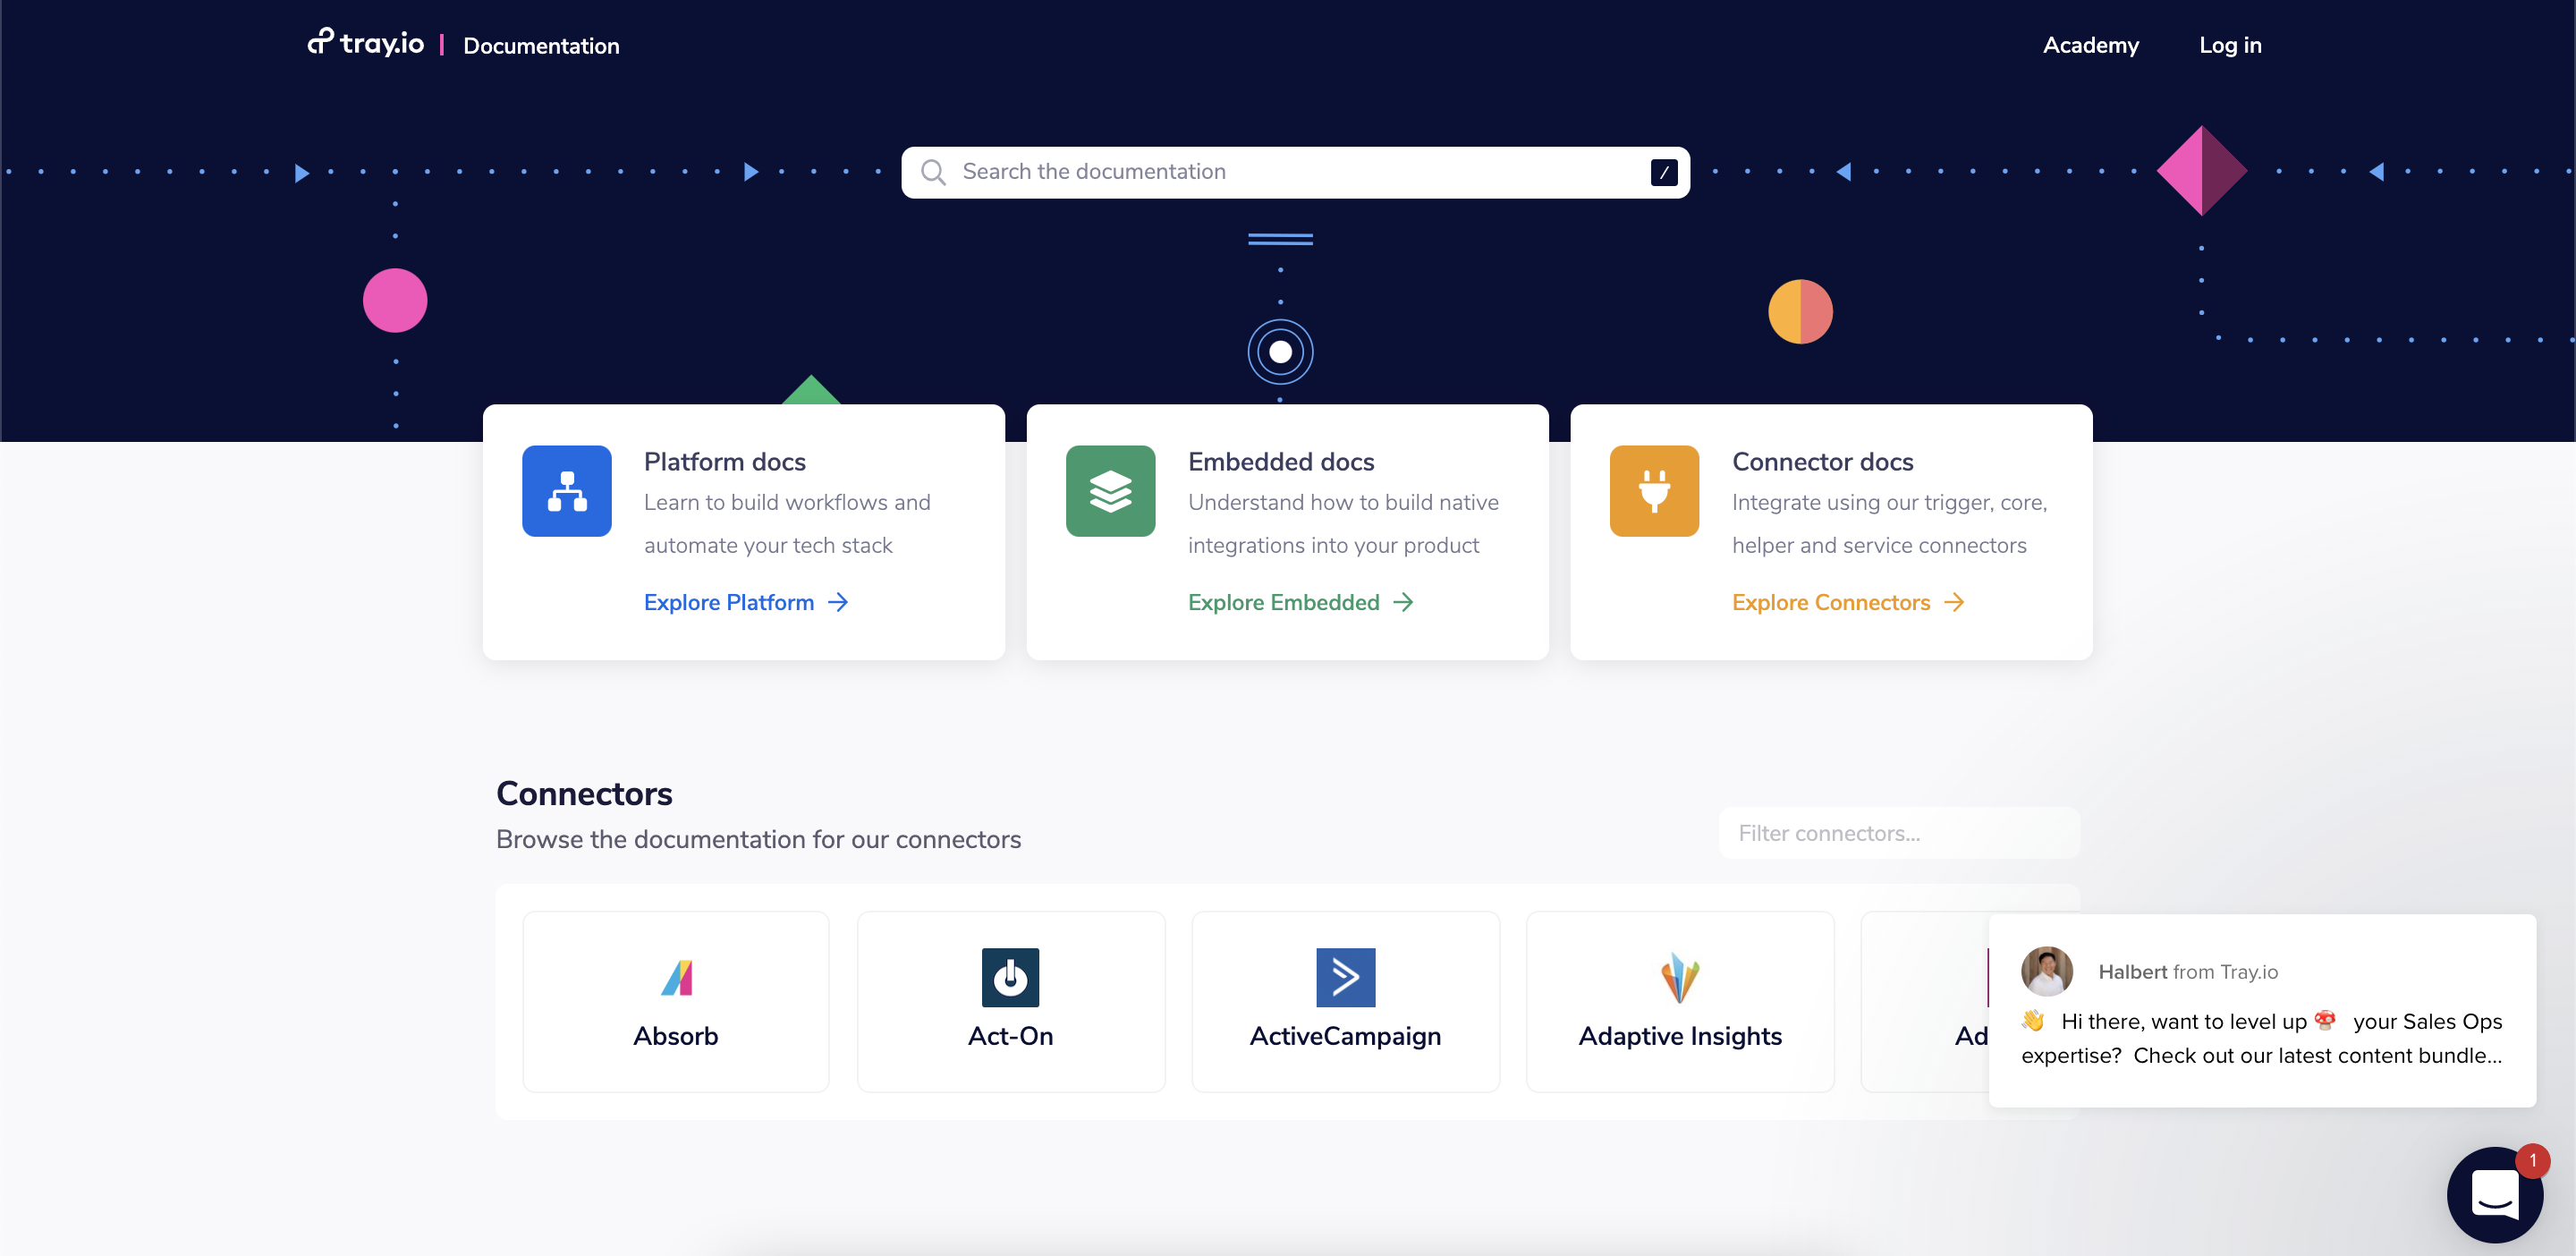 tray.io
Documentation
Academy
Log in
Search the documentation
/
Platform docs
Learn to build workflows and
automate your tech stack
Explore Platform
Embedded docs
Understand how to build native
integrations into your product
Explore Embedded
Connector docs
Integrate using our trigger, core,
helper and service connectors
Explore Connectors
Connectors
Browse the documentation for our connectors
Filter connectors...
Absorb
Act-On
ActiveCampaign
Adaptive Insights
Ad
Halbert from Tray.io
👋 Hi there, want to level up 🍄 your Sales Ops
expertise? Check out our latest content bundle...
1